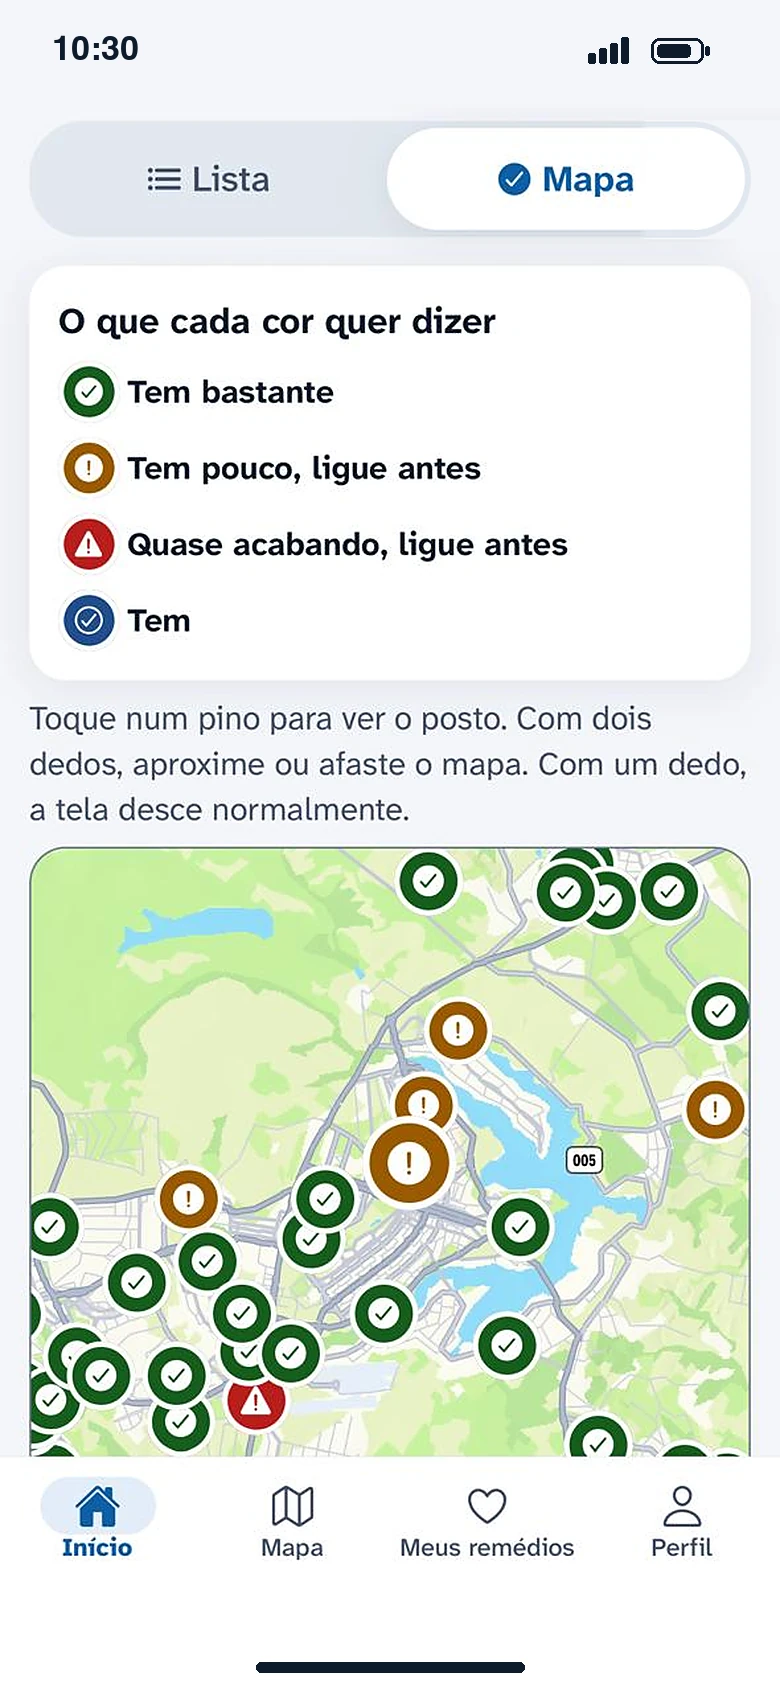 10:30
Lista
Mapa
O que cada cor quer dizer
Tem bastante
Tem pouco, ligue antes
Quase acabando, ligue antes
Tem
Toque num pino para ver o posto. Com dois
dedos, aproxime ou afaste o mapa. Com um dedo,
a tela desce normalmente.
005
Início
Mapa
Meus remédios
Perfil